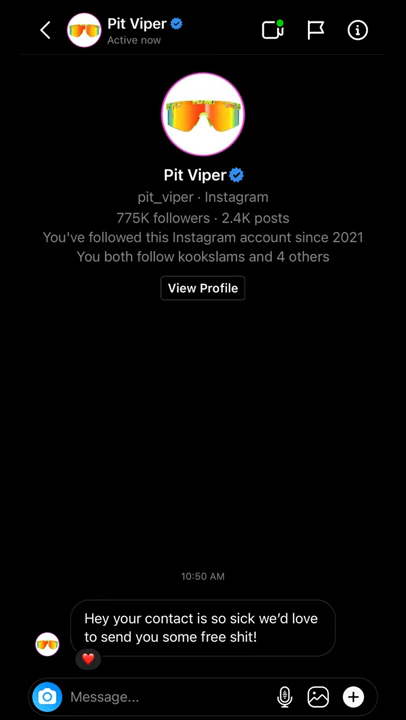 Pit Viper
Active now
Pit Viper
pit_viper · Instagram
775K followers · 2.4K posts
You've followed this Instagram account since 2021
You both follow kookslams and 4 others
View Profile
10:50 AM
Hey your contact is so sick we'd love
to send you some free shit!
Message...